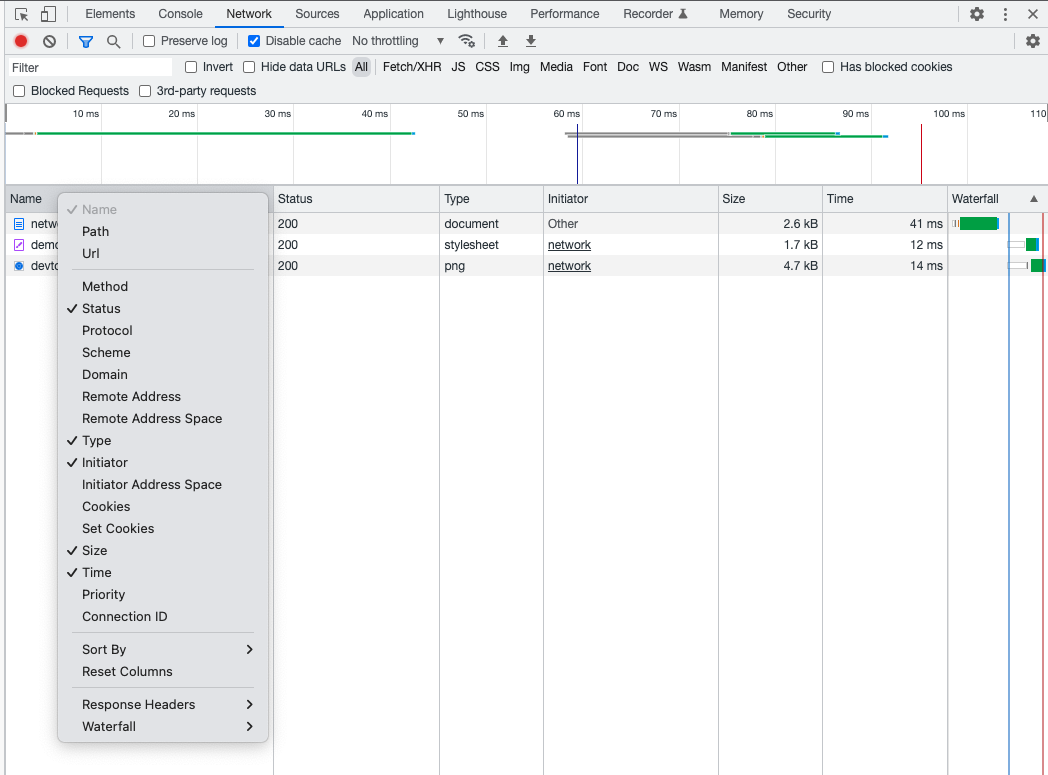 Elements Console Network Sources Application Lighthouse Performance Recorder Memory Security
Preserve log Disable cache No throttling
Filter Invert Hide data URLs All Fetch/XHR JS CSS Img Media Font Doc WS Wasm Manifest Other Has blocked cookies
Blocked Requests 3rd-party requests
10 ms 20 ms 30 ms 40 ms 50 ms 60 ms 70 ms 80 ms 90 ms 100 ms 110
Name Status Type Initiator Size Time Waterfall
netw 200 document Other 2.6 kB 41 ms
demo 200 stylesheet network 1.7 kB 12 ms
devto 200 png network 4.7 kB 14 ms
Name
Path
Url
Method
Status
Protocol
Scheme
Domain
Remote Address
Remote Address Space
Type
Initiator
Initiator Address Space
Cookies
Set Cookies
Size
Time
Priority
Connection ID
Sort By
Reset Columns
Response Headers
Waterfall